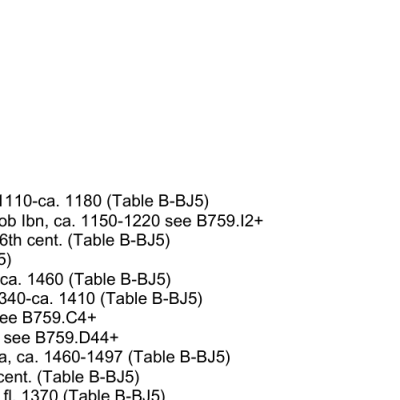 1110-ca. 1180 (Table B-BJ5)
ob Ibn, ca. 1150-1220 see B759.I2+
6th cent. (Table B-BJ5)
5)
ca. 1460 (Table B-BJ5)
340-ca. 1410 (Table B-BJ5)
ee B759.C4+
see B759.D44+
a, ca. 1460-1497 (Table B-BJ5)
cent. (Table B-BJ5)
fl. 1370 (Table B-BJ5)